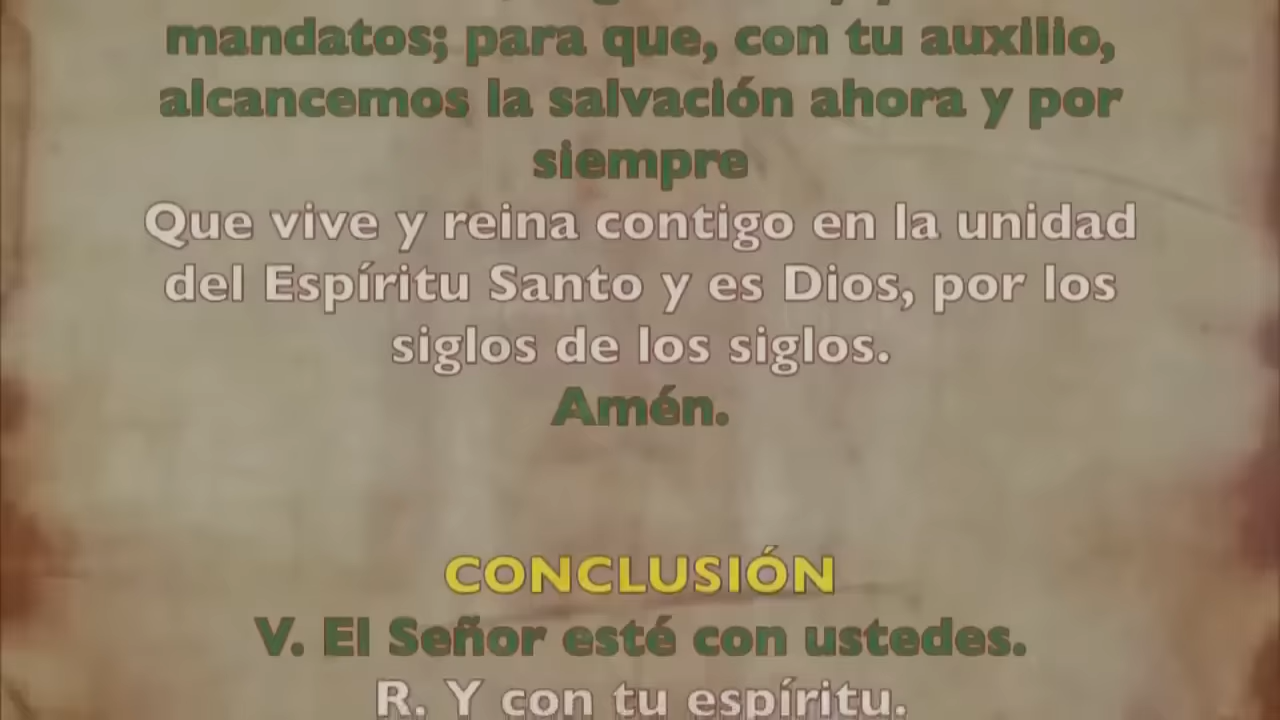 mandatos; para que, con tu auxilio,
alcancemos la salvación ahora y por
siempre
Que vive y reina contigo en la unidad
del Espíritu Santo y es Dios, por los
siglos de los siglos.
Amén.
CONCLUSIÓN
V. El Señor esté con ustedes.
R. Y con tu espíritu.